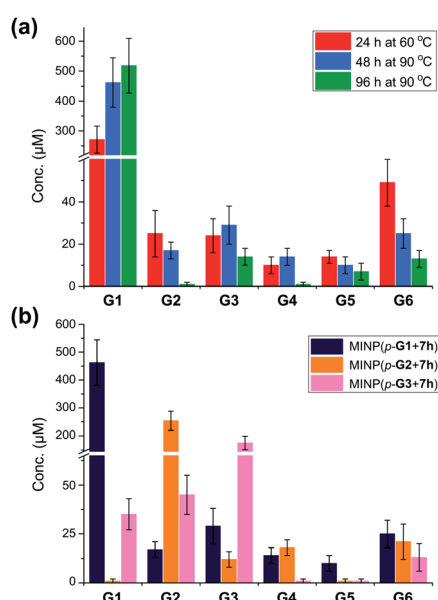 (a)
600
500
400
300
40
20
0
Conc. (µM)
24 h at 60 °C
48 h at 90 °C
96 h at 90 °C
G1 G2 G3 G4 G5 G6
(b)
600
500
400
300
200
50
25
0
Conc. (µM)
MINP(p-G1+7h)
MINP(p-G2+7h)
MINP(p-G3+7h)
G1 G2 G3 G4 G5 G6